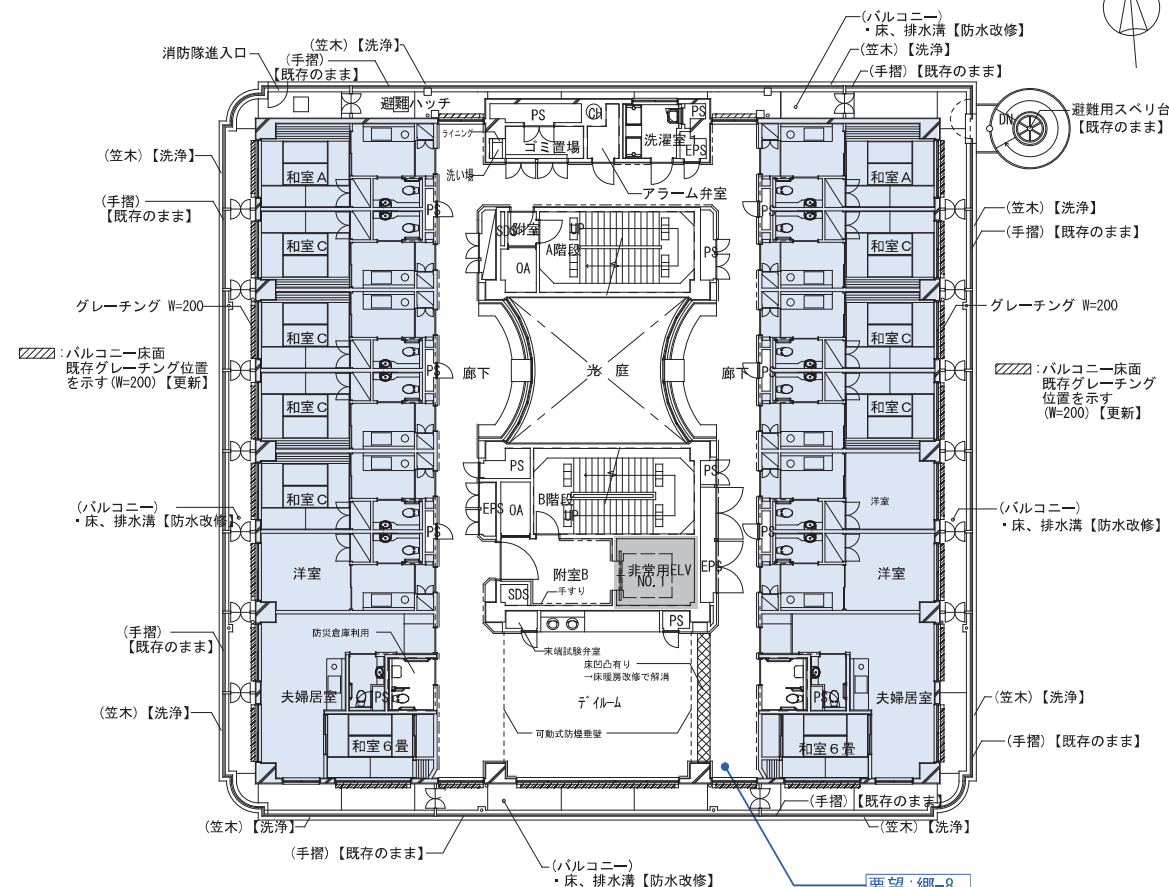 (バルコニー)
・床、排水溝【防水改修】
(笠木)【洗浄】
(手摺)【既存のまま】
消防隊進入口
(笠木)【洗浄】
(手摺)
【既存のまま】
避難ハッチ
PS
CH
PS
洗濯室
EPS
ライニング
ゴミ置場
洗い場
アラーム弁室
DN
避難用スベリ台
【既存のまま】
(笠木)【洗浄】
(手摺)
【既存のまま】
和室A
和室C
PS
SDS
附室
A階段
UP
OA
PS
和室A
和室C
PS
(笠木)【洗浄】
(手摺)【既存のまま】
グレーチング W=200
グレーチング W=200
:バルコニー床面
既存グレーチング位置
を示す(W=200)【更新】
和室C
和室C
PS
廊下
光庭
廊下
PS
和室C
和室C
:バルコニー床面
既存グレーチング
位置を示す
(W=200)【更新】
和室C
PS
PS
B階段
UP
EPS
OA
PS
洋室
PS
(バルコニー)
・床、排水溝【防水改修】
(バルコニー)
・床、排水溝【防水改修】
洋室
附室B
手すり
SDS
非常用ELV
NO.1
EPS
PS
洋室
(手摺)
【既存のまま】
防災倉庫利用
末端試験弁室
床凹凸有り
→床暖房改修で解消
夫婦居室
PS
デイルーム
PS
夫婦居室
(笠木)【洗浄】
(笠木)【洗浄】
和室6畳
可動式防煙垂壁
和室6畳
(手摺)【既存のまま】
(手摺)【既存のまま】
(笠木)【洗浄】
(笠木)【洗浄】
(手摺)【既存のまま】
(バルコニー)
・床、排水溝【防水改修】
要望:郷-8